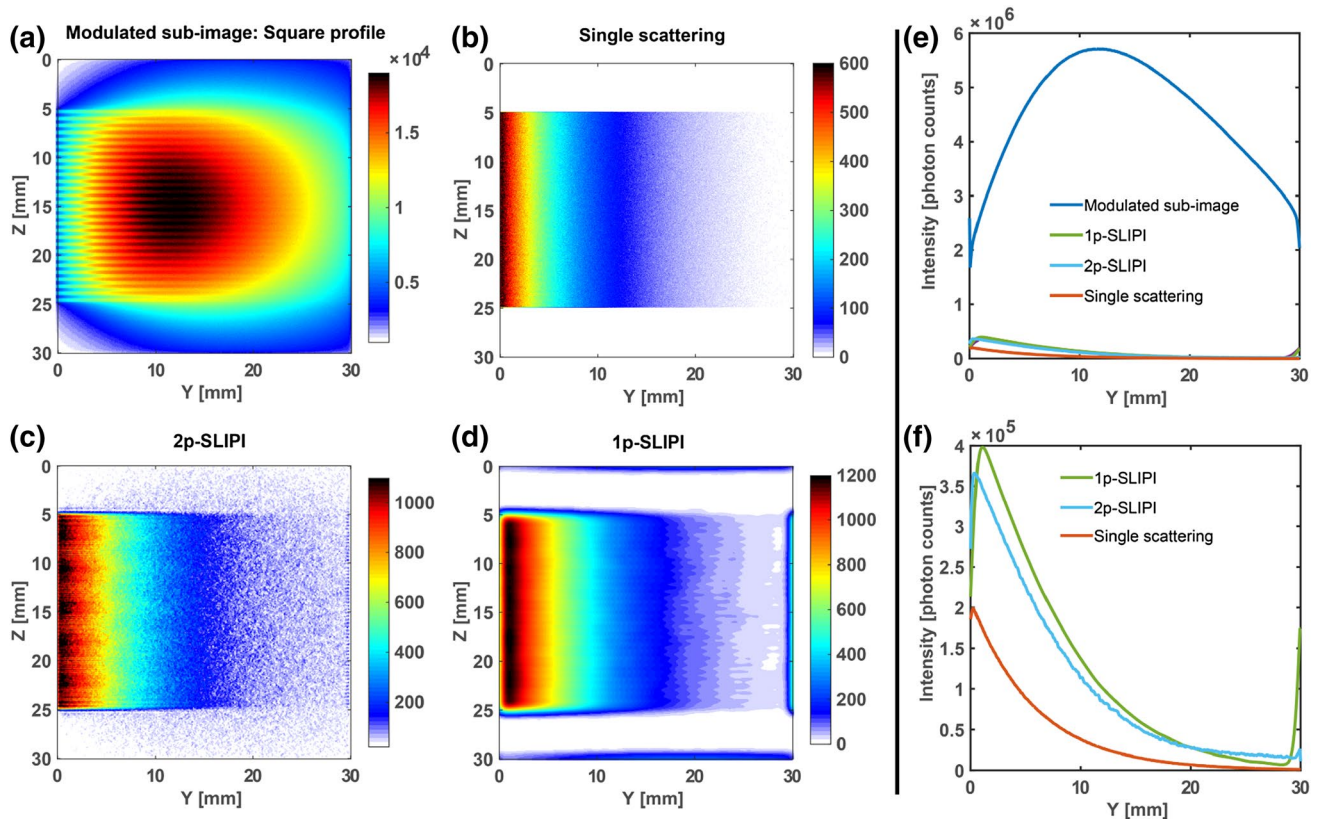 (a) Modulated sub-image: Square profile
× 10⁴
0
5
10
15
20
25
30
Z [mm]
0 10 20 30
Y [mm]
1.5
1
0.5
(b) Single scattering
0
5
10
15
20
25
30
Z [mm]
0 10 20 30
Y [mm]
600
500
400
300
200
100
0
(c) 2p-SLIPI
0
5
10
15
20
25
30
Z [mm]
0 10 20 30
Y [mm]
1000
800
600
400
200
(d) 1p-SLIPI
0
5
10
15
20
25
30
Z [mm]
0 10 20 30
Y [mm]
1200
1000
800
600
400
200
0
(e)
× 10⁶
6
5
4
3
2
1
0
Intensity [photon counts]
Modulated sub-image
1p-SLIPI
2p-SLIPI
Single scattering
0 10 20 30
Y [mm]
(f)
× 10⁵
4
3.5
3
2.5
2
1.5
1
0.5
0
Intensity [photon counts]
1p-SLIPI
2p-SLIPI
Single scattering
0 10 20 30
Y [mm]